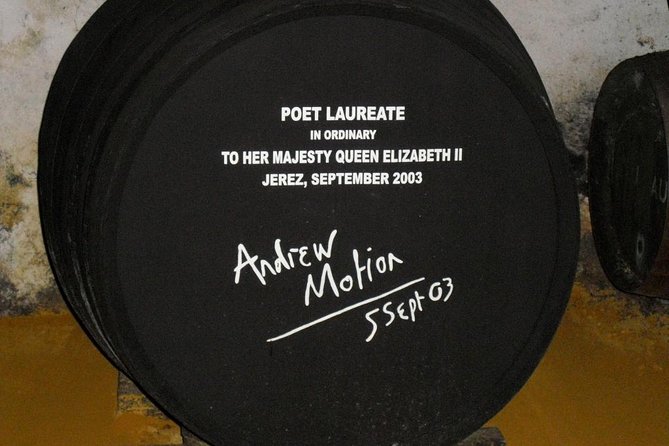 POET LAUREATE
IN ORDINARY
TO HER MAJESTY QUEEN ELIZABETH II
JEREZ, SEPTEMBER 2003
Andrew
Motion
5 Sept 03